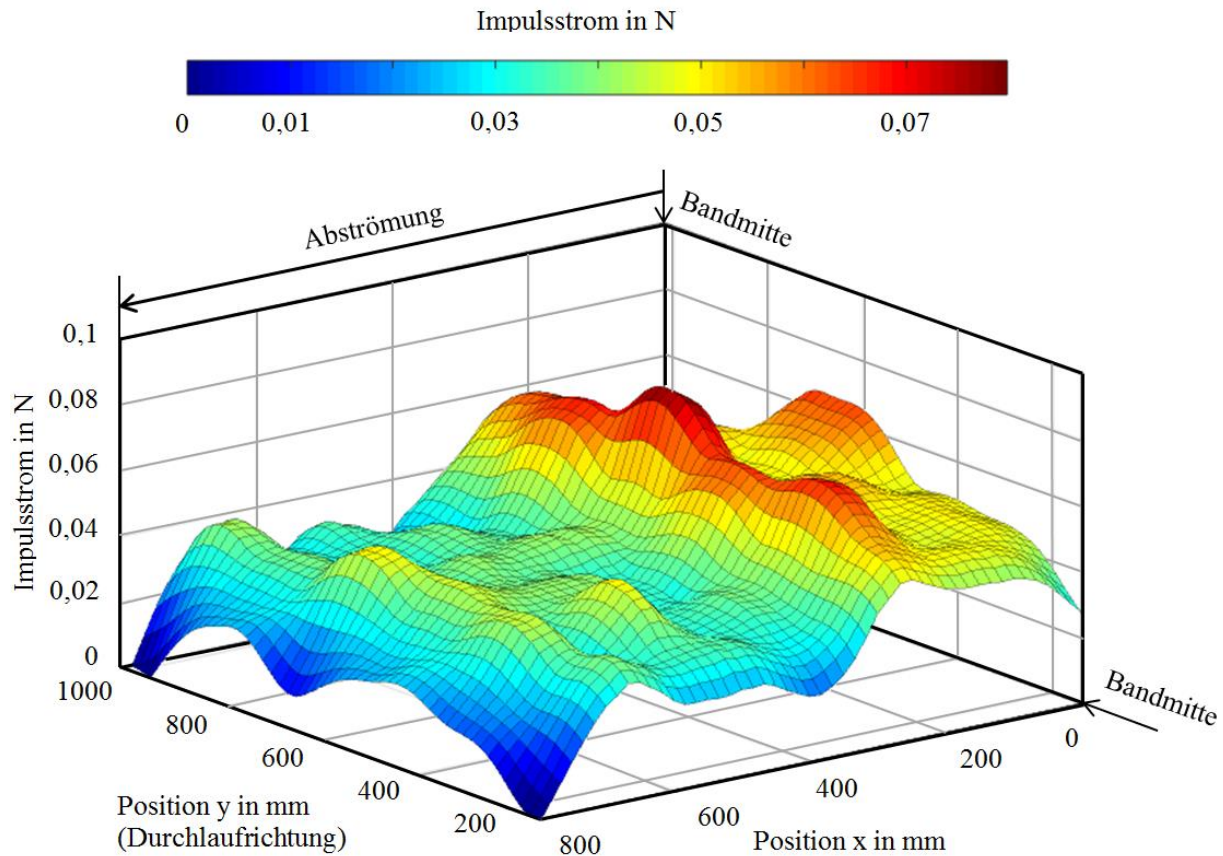 Impulsstrom in N
0 0,01 0,03 0,05 0,07
Bandmitte
Abströmung
0,1
0,08
0,06
0,04
0,02
0
Impulsstrom in N
1000
800
600
400
200
Position y in mm
(Durchlaufrichtung)
800
600
400
200
0
Position x in mm
Bandmitte